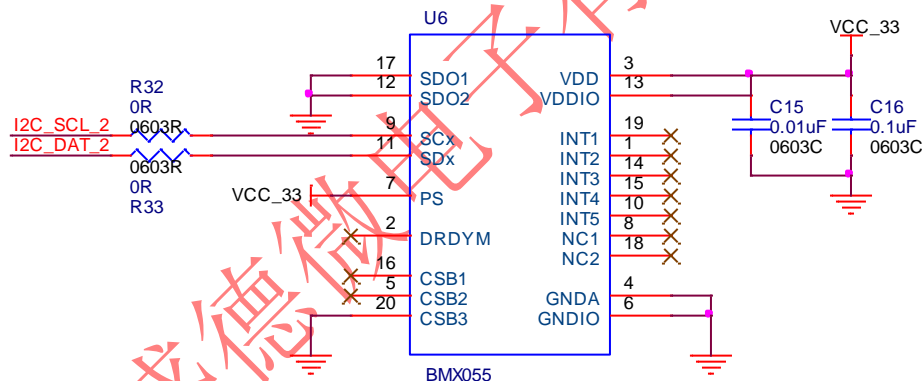 U6
VCC_33
17
SDO1
12
SDO2
3
VDD
13
VDDIO
R32
0R
0603R
I2C_SCL_2
I2C_DAT_2
9
SCx
11
SDx
0603R
0R
R33
VCC_33
7
PS
2
DRDYM
16
CSB1
5
CSB2
20
CSB3
19
INT1
1
INT2
14
INT3
15
INT4
10
INT5
8
NC1
18
NC2
4
GNDA
6
GNDIO
C15
0.01uF
0603C
C16
0.1uF
0603C
BMX055
德微电子有